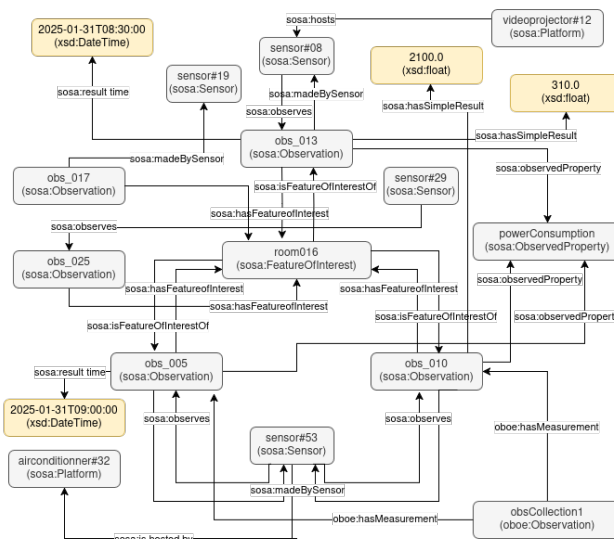 sosa:hosts
2025-01-31T08:30:00
(xsd:DateTime)
sensor#08
(sosa:Sensor)
videoprojector#12
(sosa:Platform)
2100.0
(xsd:float)
sensor#19
(sosa:Sensor)
310.0
(xsd:float)
sosa:result time
sosa:madeBySensor
sosa:hasSimpleResult
sosa:observes
sosa:hasSimpleResult
obs_013
(sosa:Observation)
sosa:madeBySensor
sosa:observedProperty
obs_017
(sosa:Observation)
sosa:isFeatureOfInterestOf
sensor#29
(sosa:Sensor)
sosa:hasFeatureofInterest
sosa:observes
powerConsumption
(sosa:ObservedProperty)
room016
(sosa:FeatureOfInterest)
obs_025
(sosa:Observation)
sosa:observedProperty
sosa:hasFeatureofInterest
sosa:hasFeatureofInterest
sosa:hasFeatureofInterest
sosa:isFeatureOfInterestOf
sosa:observedPropert
sosa:isFeatureOfInterestOf
obs_005
(sosa:Observation)
obs_010
(sosa:Observation)
sosa:result time
2025-01-31T09:00:00
(xsd:DateTime)
sosa:observes
sosa:observes
oboe:hasMeasurement
sensor#53
(sosa:Sensor)
airconditionner#32
(sosa:Platform)
sosa:madeBySensor
obsCollection1
(oboe:Observation)
oboe:hasMeasurement
sosa:is hosted by